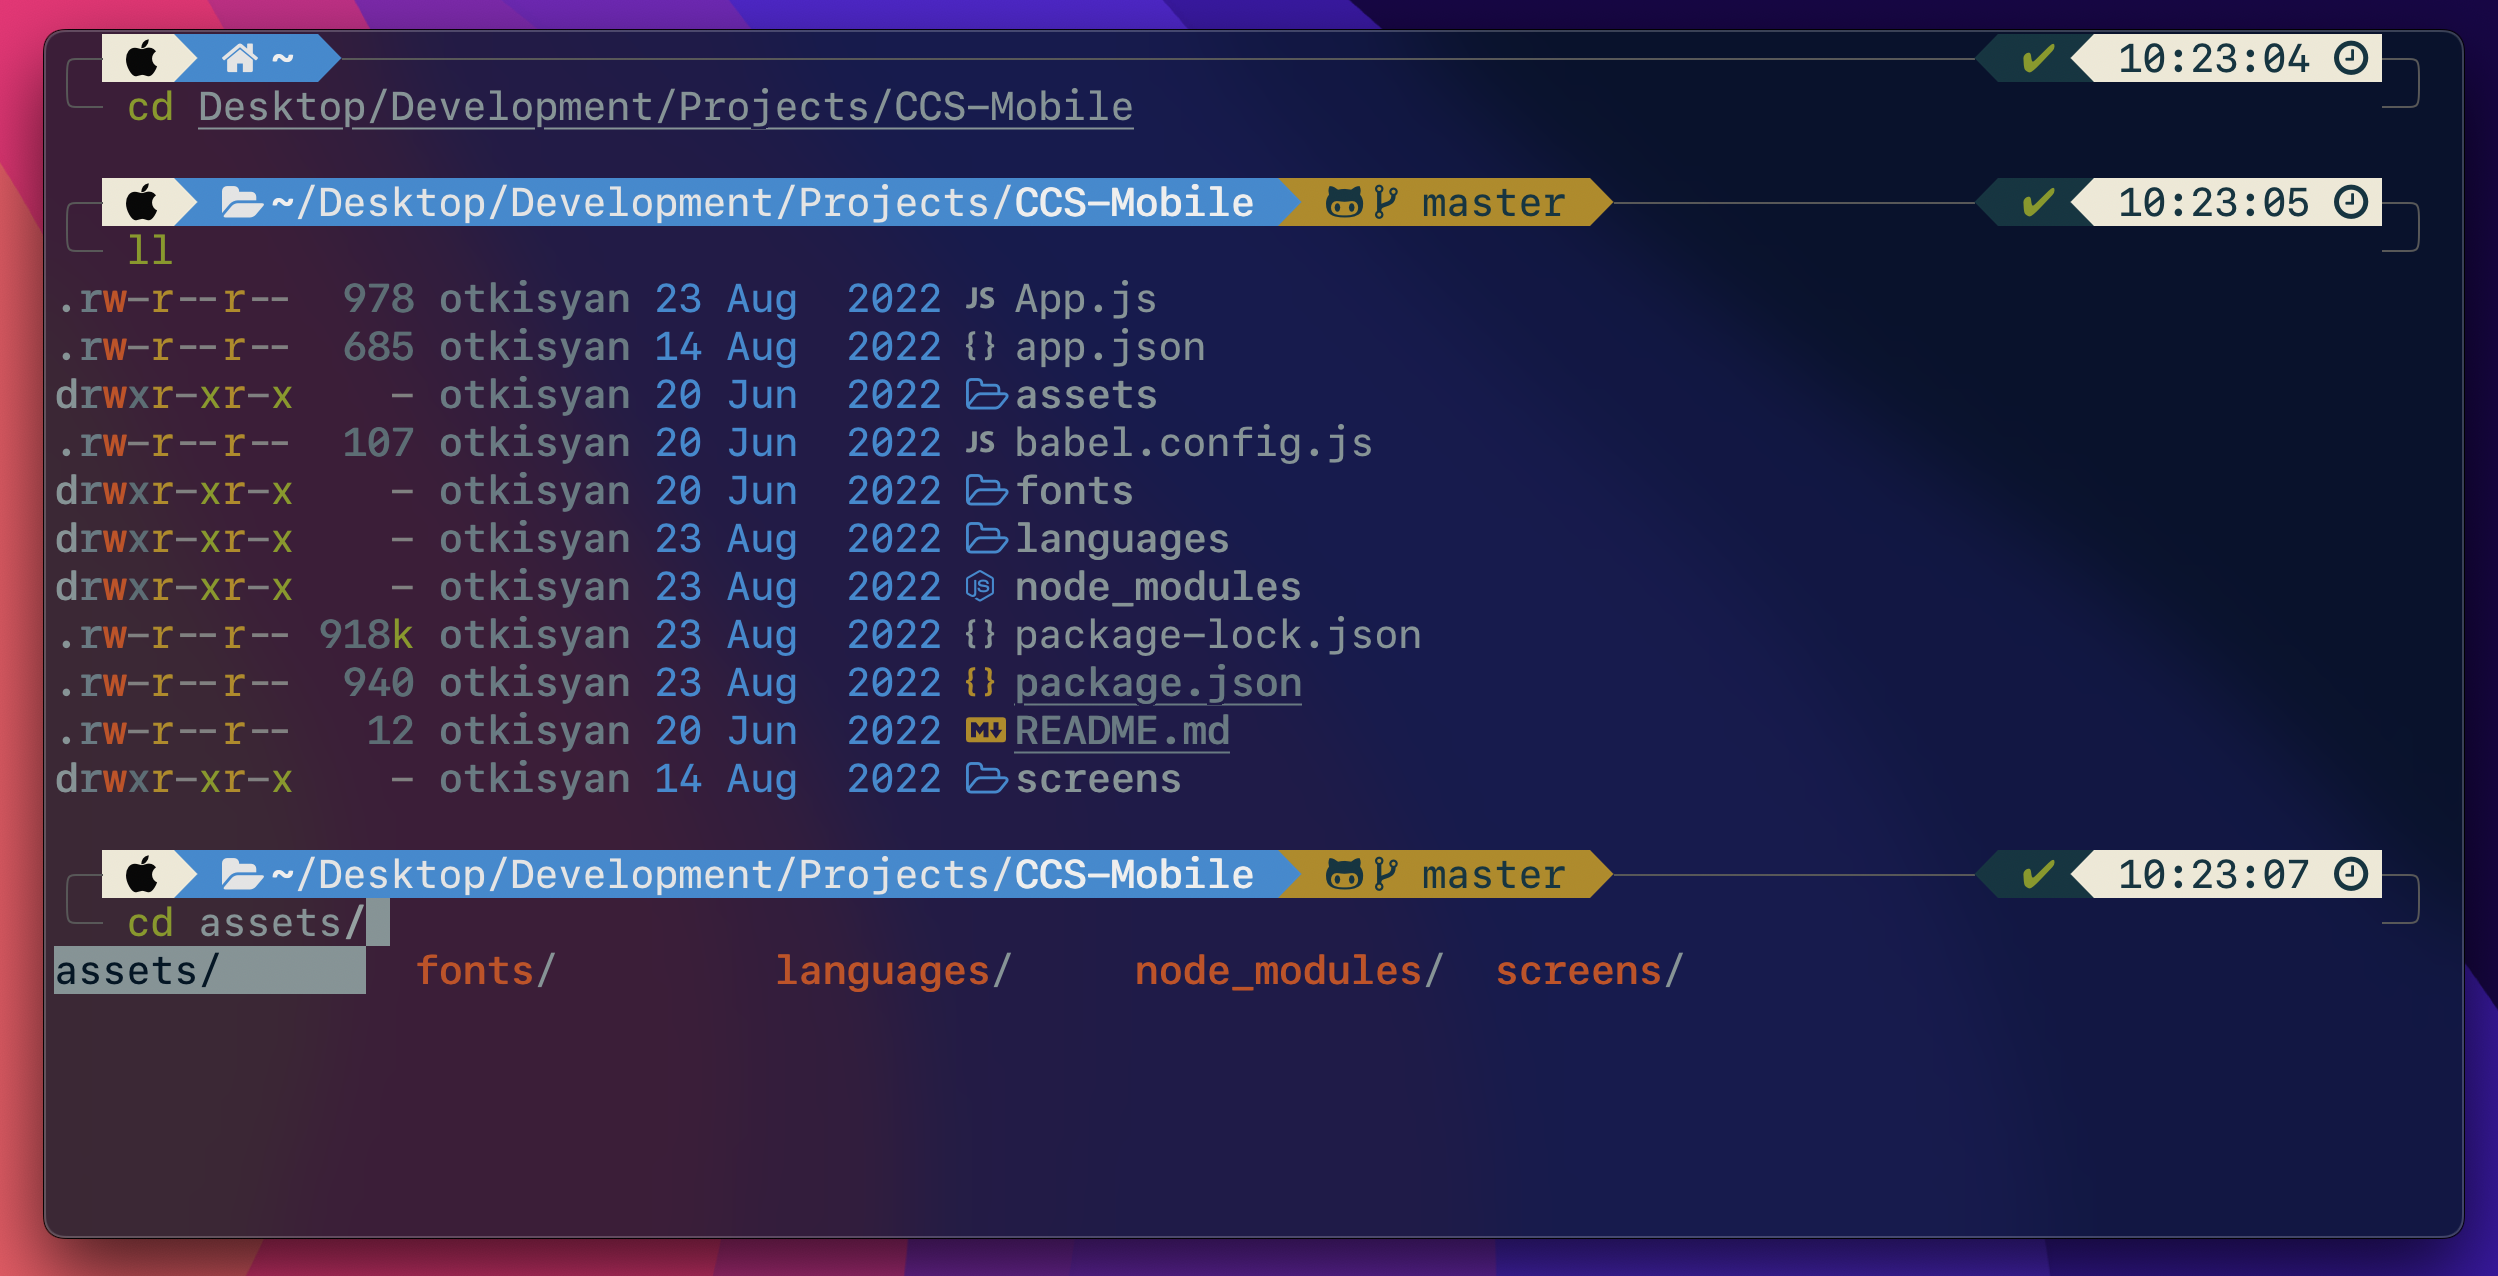 ~ ✔ 10:23:04
cd Desktop/Development/Projects/CCS-Mobile
~/Desktop/Development/Projects/CCS-Mobile master ✔ 10:23:05
ll
.rw-r--r-- 978 otkisyan 23 Aug 2022 JS App.js
.rw-r--r-- 685 otkisyan 14 Aug 2022 {} app.json
drwxr-xr-x - otkisyan 20 Jun 2022 assets
.rw-r--r-- 107 otkisyan 20 Jun 2022 JS babel.config.js
drwxr-xr-x - otkisyan 20 Jun 2022 fonts
drwxr-xr-x - otkisyan 23 Aug 2022 languages
drwxr-xr-x - otkisyan 23 Aug 2022 JS node_modules
.rw-r--r-- 918k otkisyan 23 Aug 2022 {} package-lock.json
.rw-r--r-- 940 otkisyan 23 Aug 2022 {} package.json
.rw-r--r-- 12 otkisyan 20 Jun 2022 M↓ README.md
drwxr-xr-x - otkisyan 14 Aug 2022 screens
~/Desktop/Development/Projects/CCS-Mobile master ✔ 10:23:07
cd assets/
assets/ fonts/ languages/ node_modules/ screens/